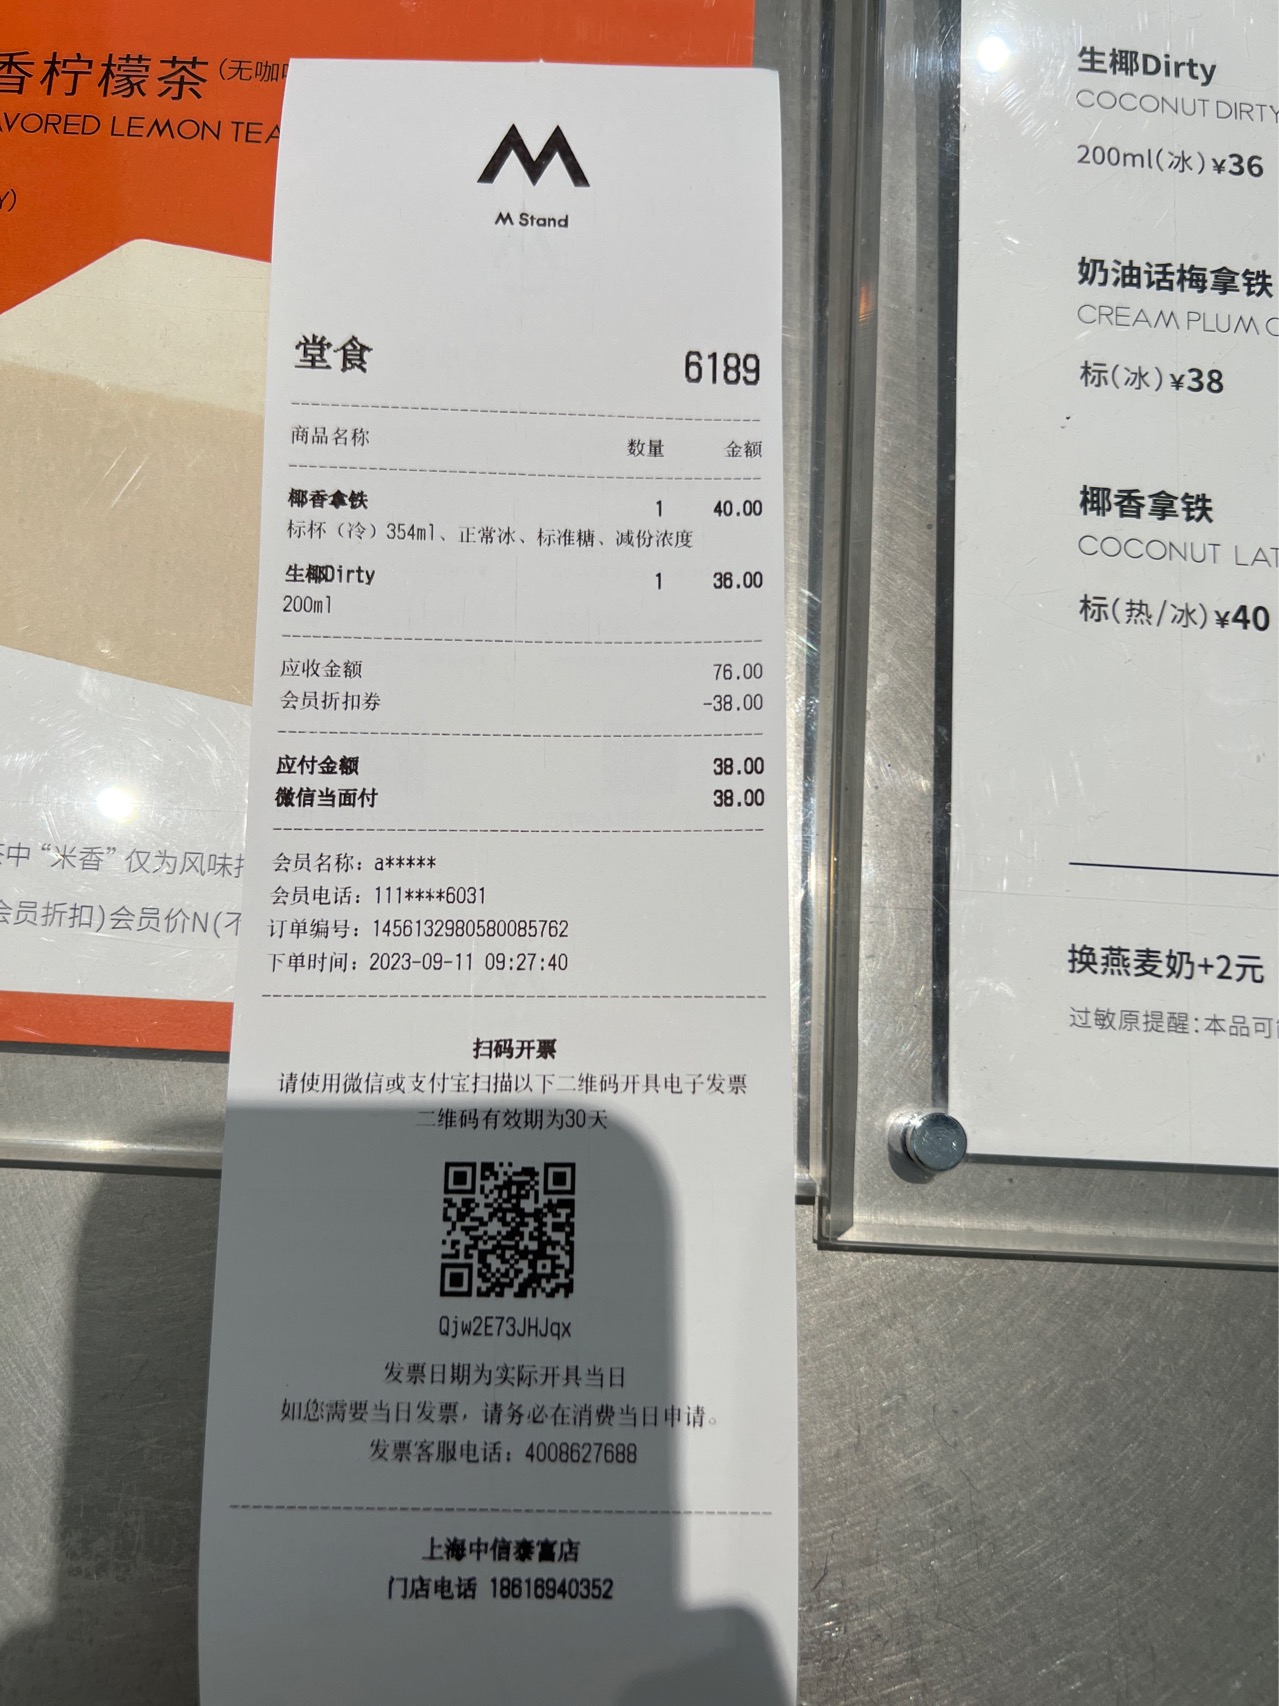 香柠檬茶
AVORED LEMON TEA
M Stand
堂食 6189
商品名称 数量 金额
椰香拿铁 1 40.00
标杯（冷）354ml、正常冰、标准糖、减份浓度
生椰Dirty 1 36.00
200ml
应收金额 76.00
会员折扣券 -38.00
应付金额 38.00
微信当面付 38.00
会员名称：a*****
会员电话：111****6031
订单编号：1456132980580085762
下单时间：2023-09-11 09:27:40
扫码开票
请使用微信或支付宝扫描以下二维码开具电子发票
二维码有效期为30天
Qjw2E73JHJqx
发票日期为实际开具当日
如您需要当日发票，请务必在消费当日申请。
发票客服电话：4008627688
上海中信泰富店
门店电话 18616940352
中“米香”仅为风味
会员折扣)会员价N(不
生椰Dirty
COCONUT DIRTY
200ml(冰)¥36
奶油话梅拿铁
CREAM PLUM
标(冰)¥38
椰香拿铁
COCONUT LAT
标(热/冰)¥40
换燕麦奶+2元
过敏原提醒：本品可